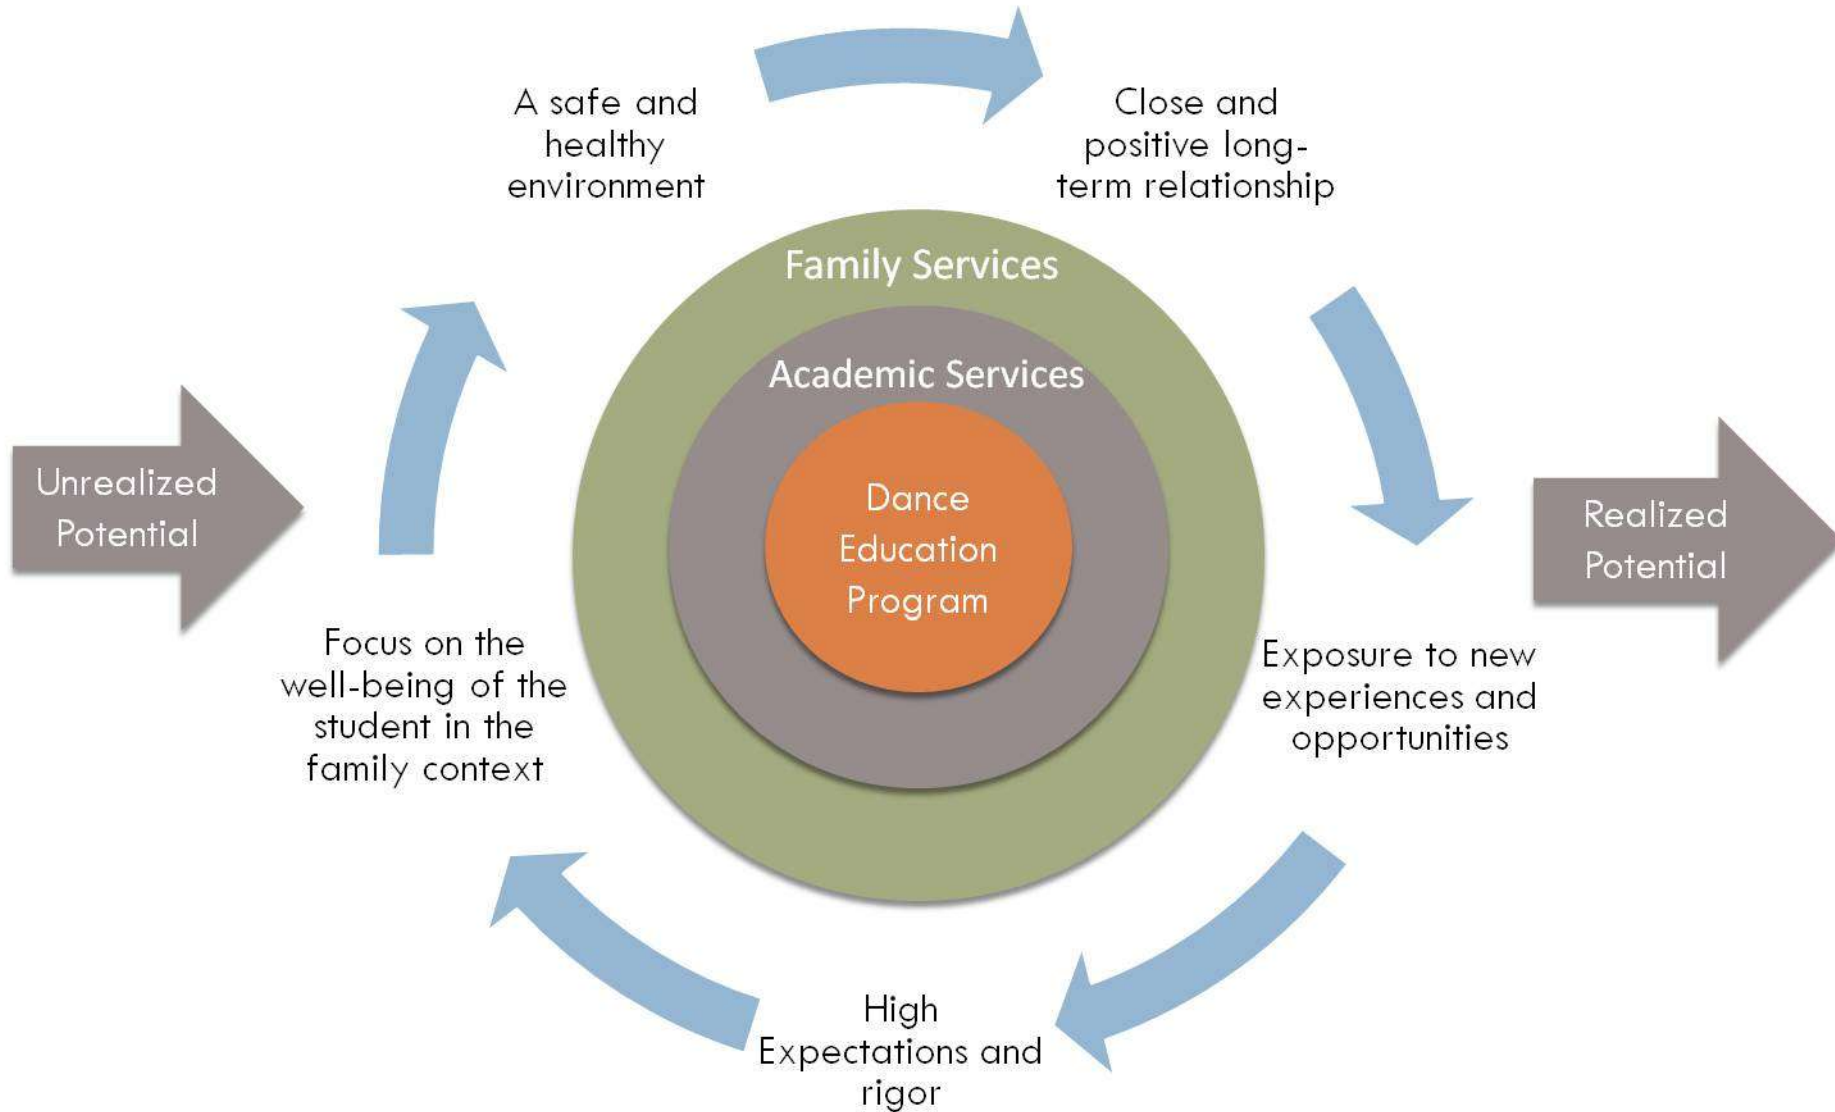 A safe and
healthy
environment
Close and
positive long-
term relationship
Family Services
Academic Services
Dance
Education
Program
Unrealized
Potential
Realized
Potential
Focus on the
well-being of the
student in the
family context
Exposure to new
experiences and
opportunities
High
Expectations and
rigor